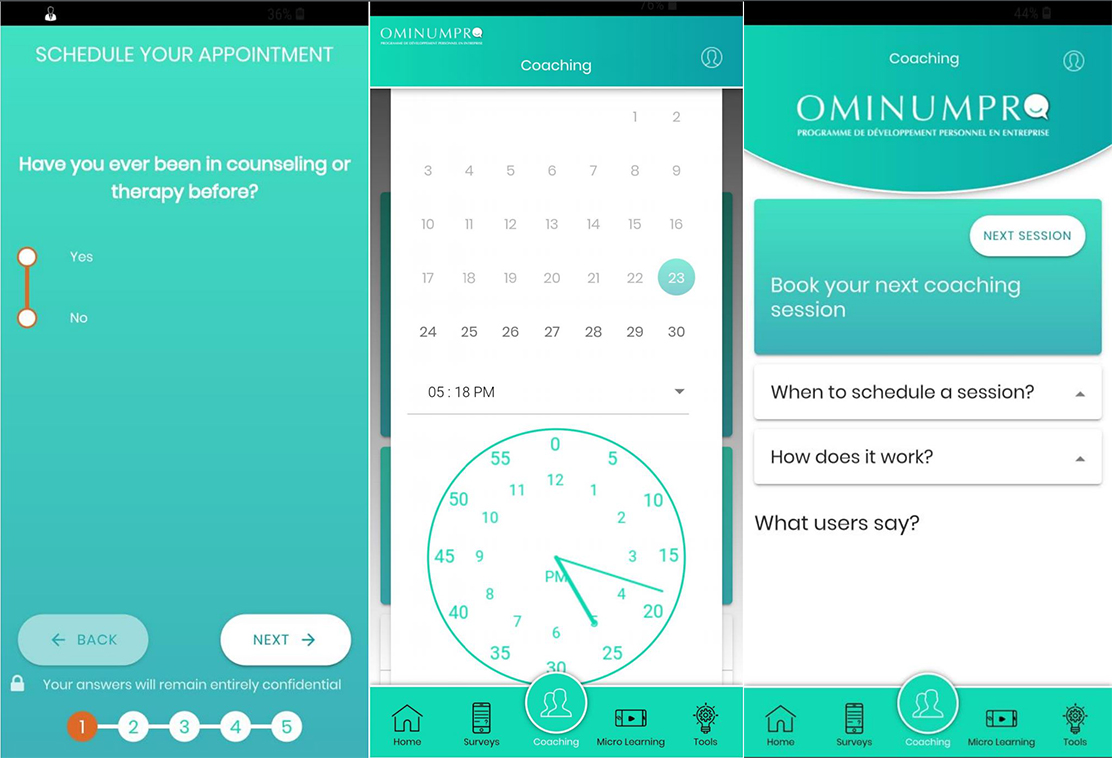 36%
SCHEDULE YOUR APPOINTMENT
Have you ever been in counseling or
therapy before?
Yes
No
← BACK
NEXT →
Your answers will remain entirely confidential
1 2 3 4 5
76%
OMINUMPRO
PROGRAMME DE DÉVELOPPEMENT PERSONNEL EN ENTREPRISE
Coaching
1 2
3 4 5 6 7 8 9
10 11 12 13 14 15 16
17 18 19 20 21 22 23
24 25 26 27 28 29 30
05 : 18 PM
0 5 10 15 20 25 30 35 40 45 50 55
12 1 2 3 4 5 6 7 8 9 10 11
PM
Home Surveys Coaching Micro Learning Tools
44%
Coaching
OMINUMPRO
PROGRAMME DE DÉVELOPPEMENT PERSONNEL EN ENTREPRISE
NEXT SESSION
Book your next coaching
session
When to schedule a session?
How does it work?
What users say?
Home Surveys Coaching Micro Learning Tools